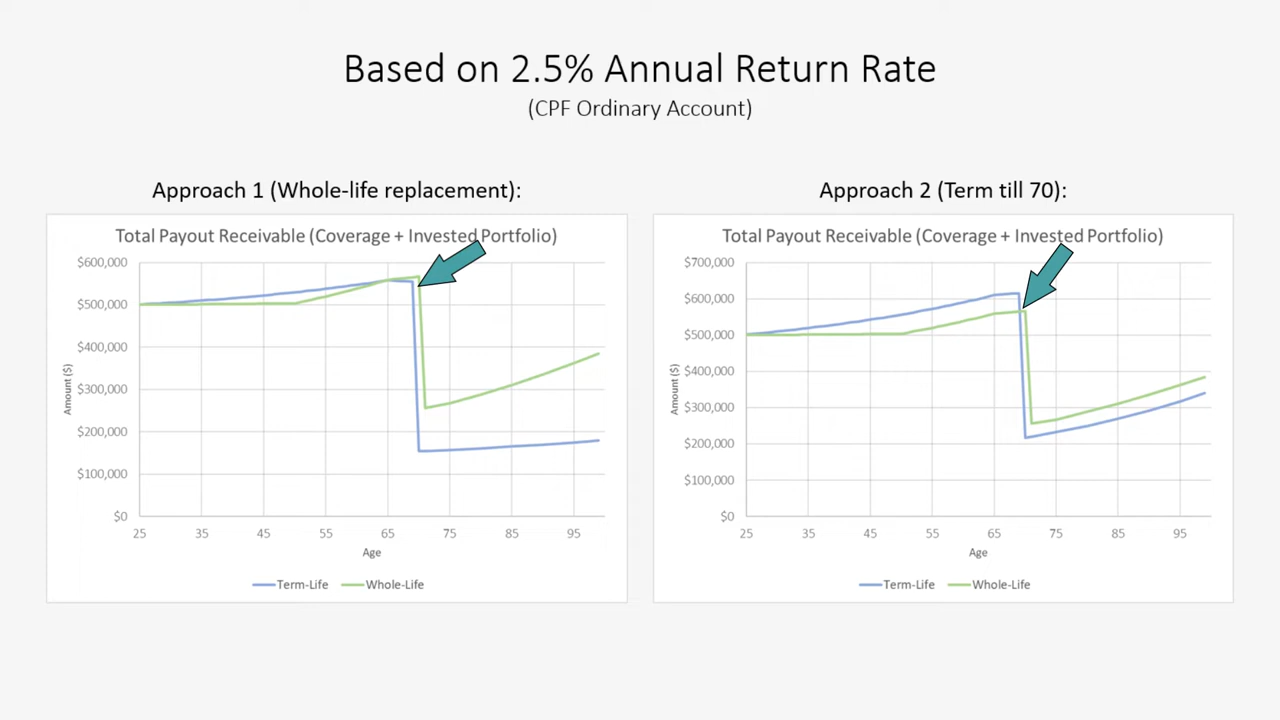 Based on 2.5% Annual Return Rate
(CPF Ordinary Account)
Approach 1 (Whole-life replacement):
Total Payout Receivable (Coverage + Invested Portfolio)
$600,000
$500,000
$400,000
$300,000
$200,000
$100,000
$0
Amount ($)
25 35 45 55 65 75 85 95
Age
Term-Life Whole-Life
Approach 2 (Term till 70):
Total Payout Receivable (Coverage + Invested Portfolio)
$700,000
$600,000
$500,000
$400,000
$300,000
$200,000
$100,000
$0
Amount ($)
25 35 45 55 65 75 85 95
Age
Term-Life Whole-Life